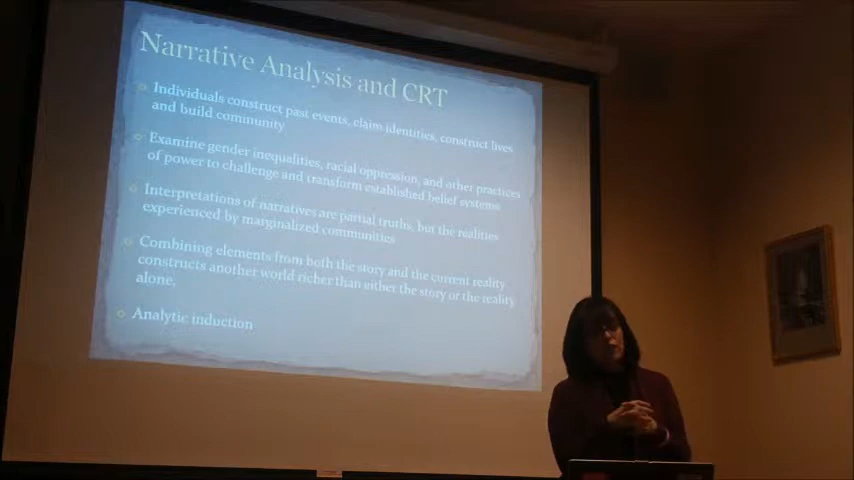 Narrative Analysis and CRT
Individuals construct past events, claim identities, construct lives
and build community
Examine gender inequalities, racial oppression, and other practices
of power to challenge and transform established belief systems
Interpretations of narratives are partial truths, but the realities
experienced by marginalized communities
Combining elements from both the story and the current reality
constructs another world richer than either the story or the reality
alone.
Analytic induction